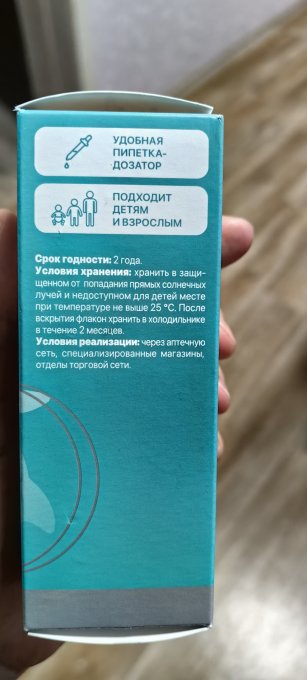 УДОБНАЯ
ПИПЕТКА-
ДОЗАТОР
ПОДХОДИТ
ДЕТЯМ
И ВЗРОСЛЫМ
Срок годности: 2 года.
Условия хранения: хранить в защи-
щенном от попадания прямых солнечных
лучей и недоступном для детей месте
при температуре не выше 25 °С. После
вскрытия флакон хранить в холодильнике
в течение 2 месяцев.
Условия реализации: через аптечную
сеть, специализированные магазины,
отделы торговой сети.